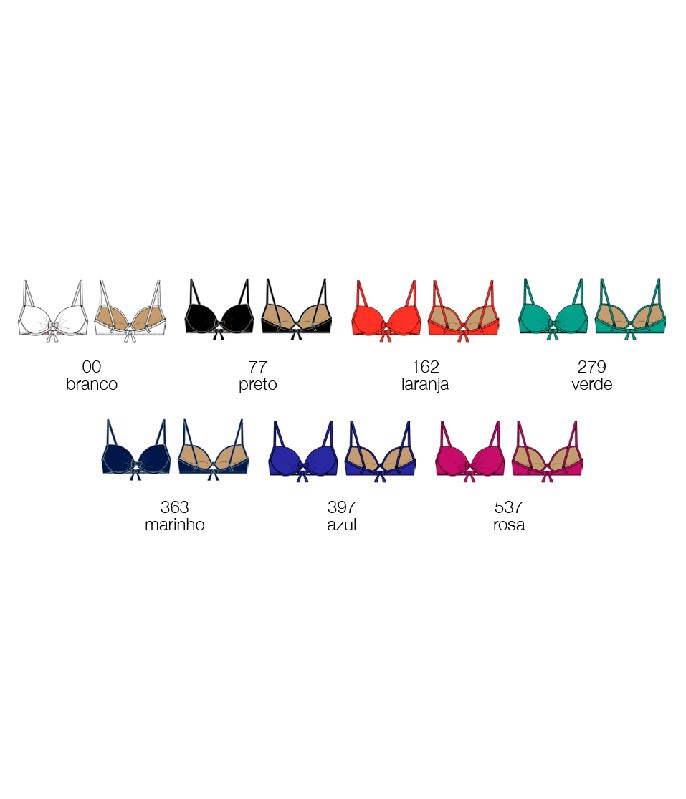 00
branco
77
preto
162
laranja
279
verde
363
marinho
397
azul
537
rosa